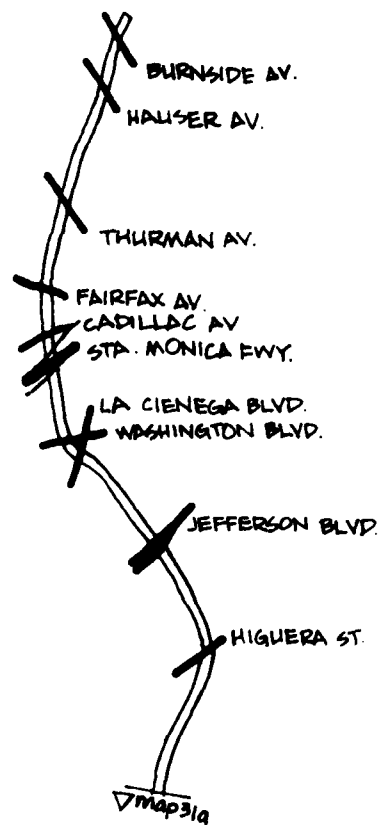 BURNSIDE AV.
HAUSER AV.
THURMAN AV.
FAIRFAX AV.
CADILLAC AV
STA. MONICA FWY.
LA CIENEGA BLVD.
WASHINGTON BLVD.
JEFFERSON BLVD.
HIGUERA ST.
map31a